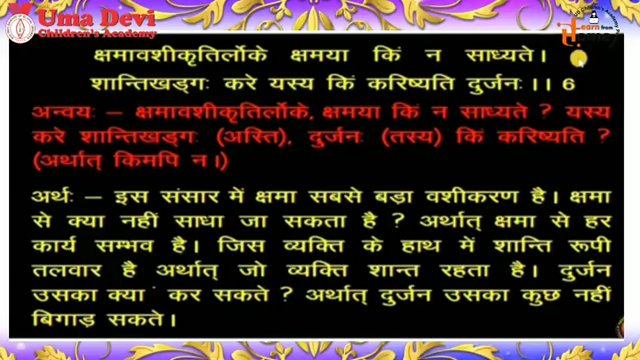 Uma Devi
Children's Academy
Learn from
Home
क्षमावशीकृतिर्लोके क्षमया किं न साध्यते।
शान्तिखड्गः करे यस्य किं करिष्यति दुर्जनः।। 6
अन्वयः – क्षमावशीकृतिर्लोके, क्षमया किं न साध्यते ? यस्य
करे शान्तिखड्गः (अस्ति), दुर्जनः (तस्य) किं करिष्यति ?
(अर्थात् किमपि न।)
अर्थः – इस संसार में क्षमा सबसे बड़ा वशीकरण है। क्षमा
से क्या नहीं साधा जा सकता है ? अर्थात् क्षमा से हर
कार्य सम्भव है। जिस व्यक्ति के हाथ में शान्ति रूपी
तलवार है अर्थात् जो व्यक्ति शान्त रहता है। दुर्जन
उसका क्या कर सकते ? अर्थात् दुर्जन उसका कुछ नहीं
बिगाड़ सकते।